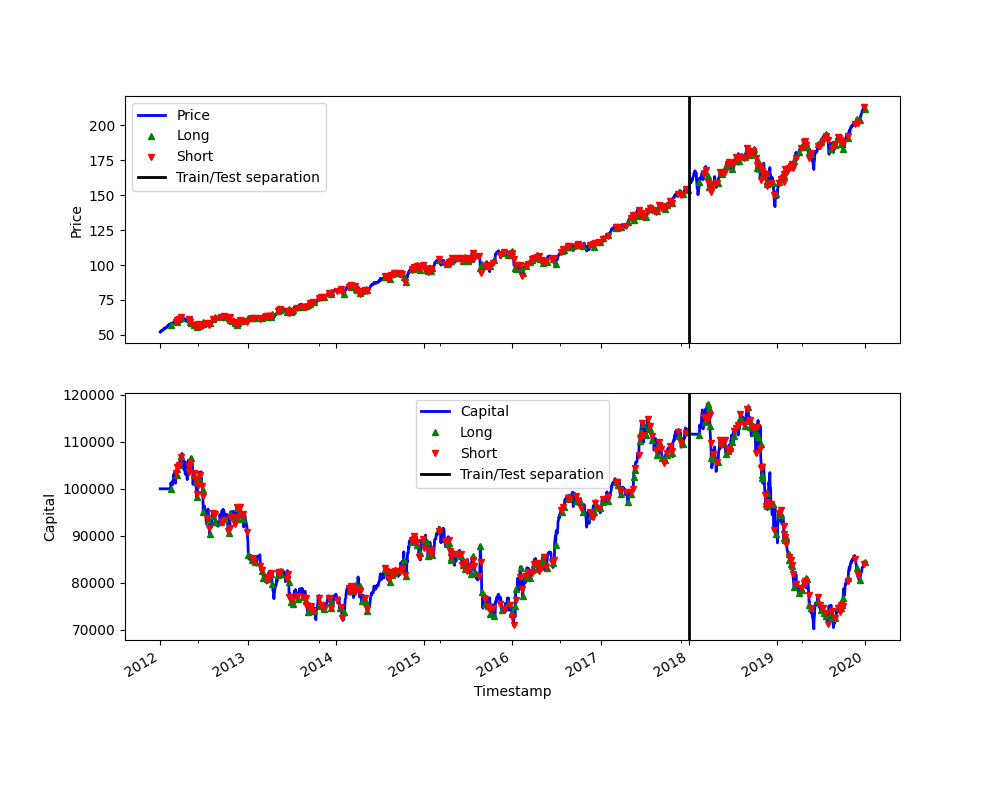 Price
Long
Short
Train/Test separation
200
175
150
125
100
75
50
Price
Capital
Long
Short
Train/Test separation
120000
110000
100000
90000
80000
70000
Capital
2012 2013 2014 2015 2016 2017 2018 2019 2020
Timestamp